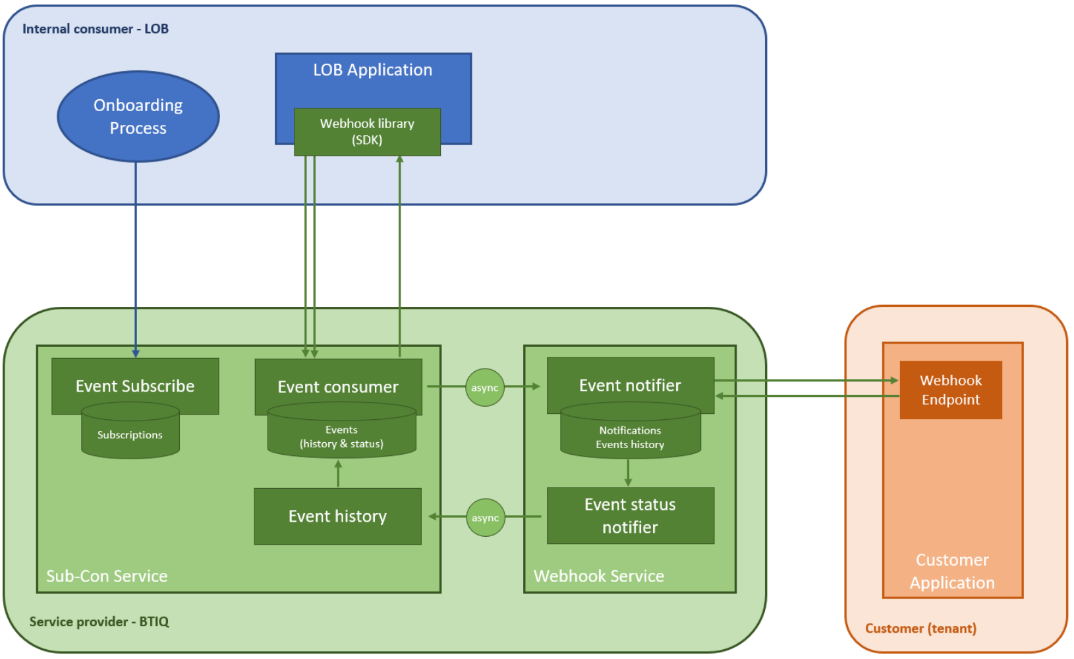 Internal consumer - LOB
Onboarding
Process
LOB Application
Webhook library
(SDK)
Event Subscribe
Subscriptions
Event consumer
Events
(history & status)
Event history
Sub-Con Service
async
async
Event notifier
Notifications
Events history
Event status
notifier
Webhook Service
Service provider - BTIQ
Webhook
Endpoint
Customer
Application
Customer (tenant)